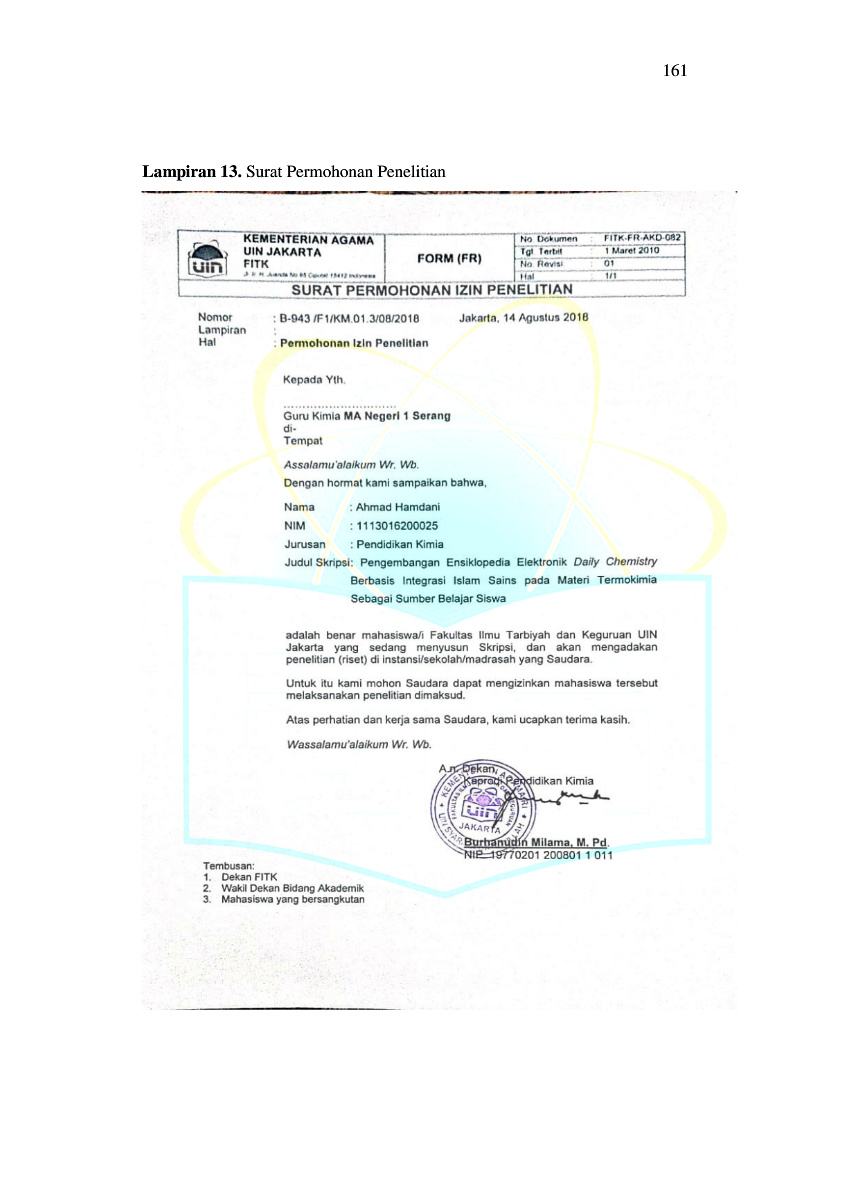 161
Lampiran 13. Surat Permohonan Penelitian
KEMENTERIAN AGAMA
UIN JAKARTA
FITK
Jl. Ir. H. Juanda No 95 Ciputat 15412 Indonesia
uin
FORM (FR)
No Dokumen : FITK-FR-AKD-082
Tgl Terbit : 1 Maret 2010
No Revisi : 01
Hal : 1/1
SURAT PERMOHONAN IZIN PENELITIAN
Nomor : B-943 /F1/KM.01.3/08/2018 Jakarta, 14 Agustus 2018
Lampiran :
Hal : Permohonan Izin Penelitian
Kepada Yth.
..............................
Guru Kimia MA Negeri 1 Serang
di-
Tempat
Assalamu'alaikum Wr. Wb.
Dengan hormat kami sampaikan bahwa,
Nama : Ahmad Hamdani
NIM : 1113016200025
Jurusan : Pendidikan Kimia
Judul Skripsi: Pengembangan Ensiklopedia Elektronik Daily Chemistry
Berbasis Integrasi Islam Sains pada Materi Termokimia
Sebagai Sumber Belajar Siswa
adalah benar mahasiswa/i Fakultas Ilmu Tarbiyah dan Keguruan UIN
Jakarta yang sedang menyusun Skripsi, dan akan mengadakan
penelitian (riset) di instansi/sekolah/madrasah yang Saudara.
Untuk itu kami mohon Saudara dapat mengizinkan mahasiswa tersebut
melaksanakan penelitian dimaksud.
Atas perhatian dan kerja sama Saudara, kami ucapkan terima kasih.
Wassalamu'alaikum Wr. Wb.
A.n. Dekan,
Kaprodi Pendidikan Kimia
uin
JAKARTA
Burhanudin Milama, M. Pd.
NIP 19770201 200801 1 011
Tembusan:
1. Dekan FITK
2. Wakil Dekan Bidang Akademik
3. Mahasiswa yang bersangkutan